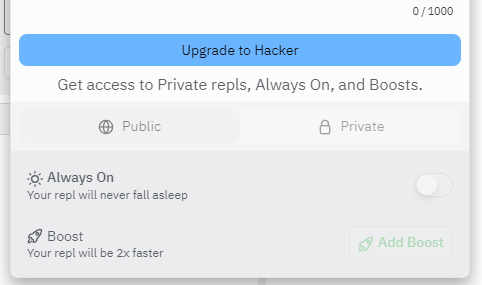 0 / 1000
Upgrade to Hacker
Get access to Private repls, Always On, and Boosts.
Public
Private
Always On
Your repl will never fall asleep
Boost
Your repl will be 2x faster
Add Boost